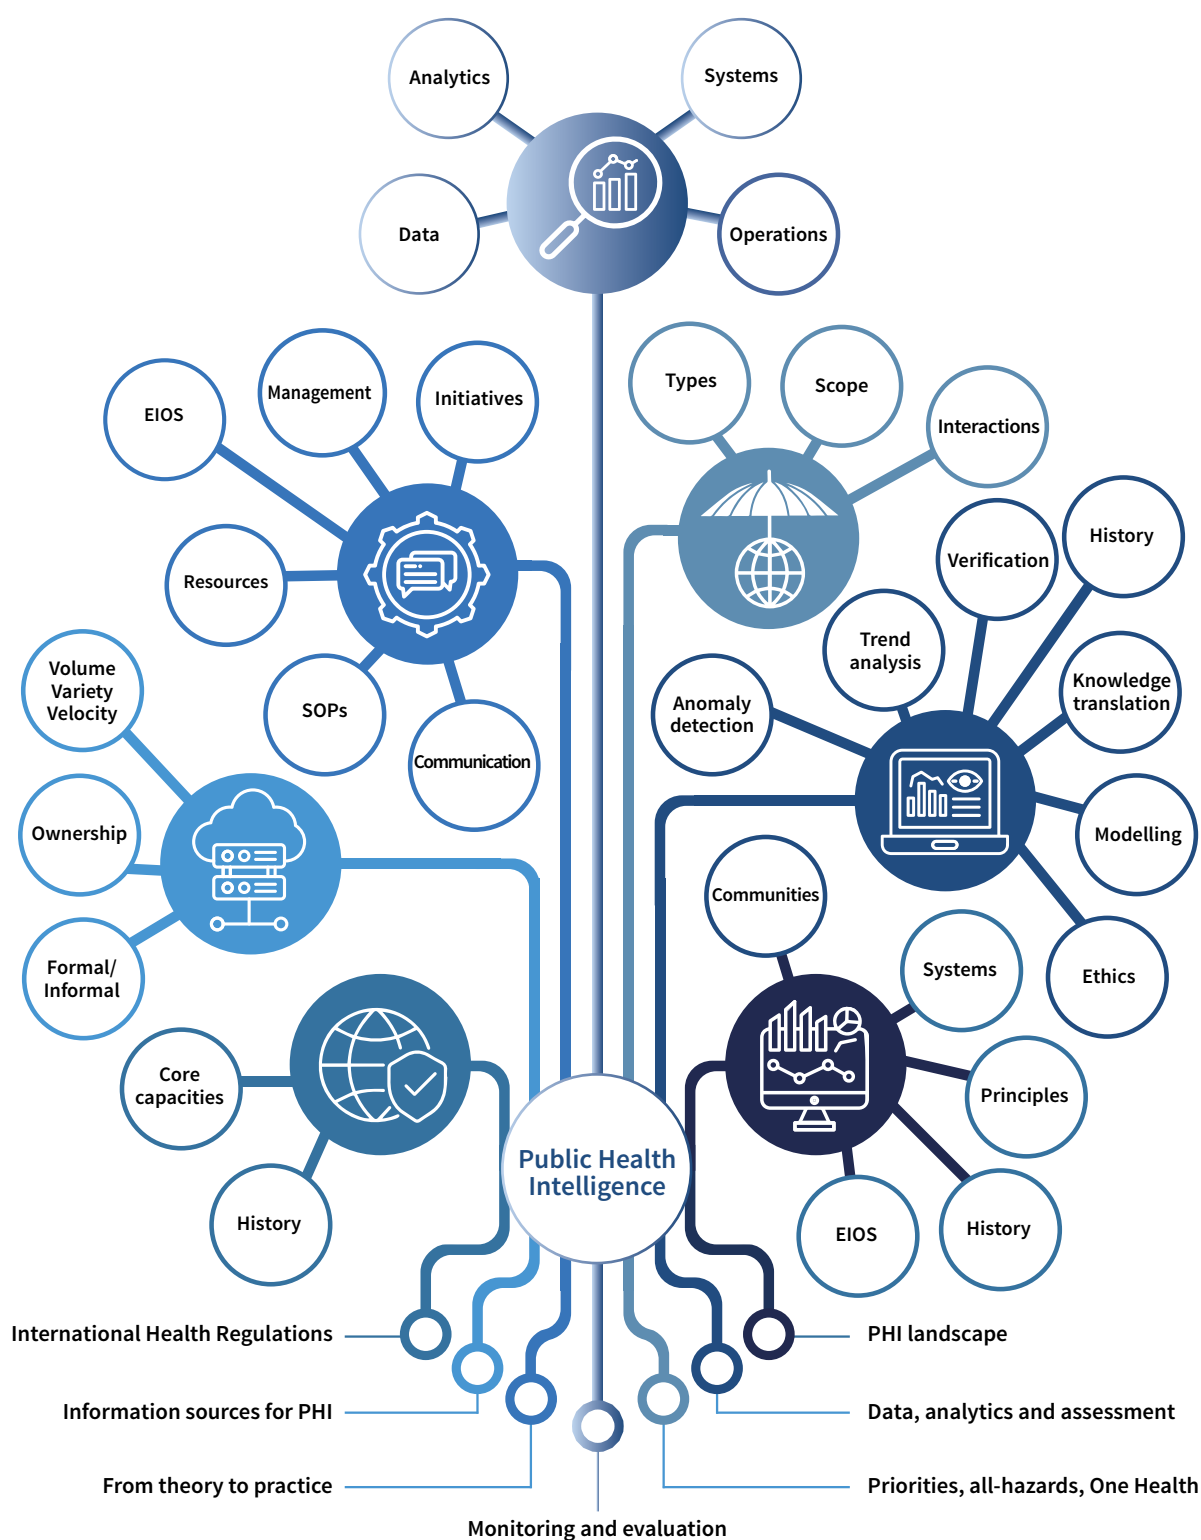 Analytics
Systems
Data
Operations
Types
Scope
Management
Initiatives
EIOS
Interactions
History
Verification
Resources
Trend
analysis
Volume
Variety
Velocity
Knowledge
translation
SOPs
Anomaly
detection
Communication
Ownership
Modelling
Communities
Formal/
Informal
Systems
Ethics
Core
capacities
Principles
Public Health
Intelligence
History
EIOS
History
International Health Regulations
PHI landscape
Information sources for PHI
Data, analytics and assessment
From theory to practice
Priorities, all-hazards, One Health
Monitoring and evaluation